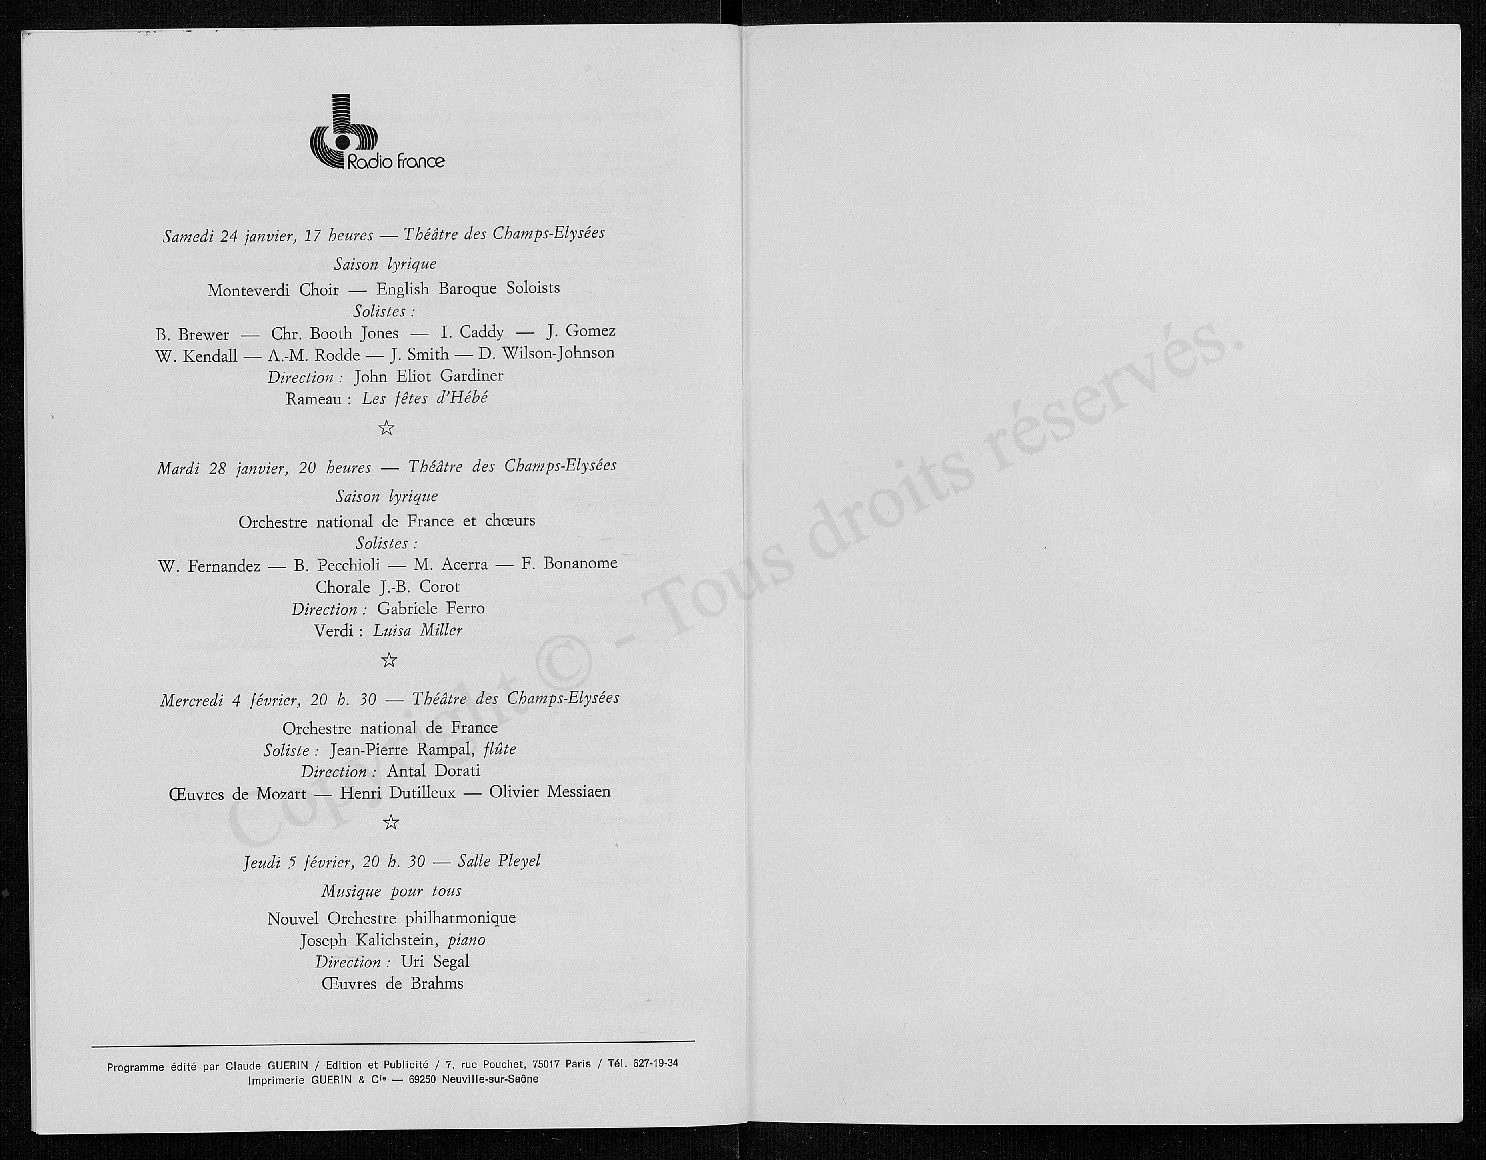 Radio France
Samedi 24 janvier, 17 heures — Théâtre des Champs-Elysées
Saison lyrique
Monteverdi Choir — English Baroque Soloists
Solistes :
B. Brewer — Chr. Booth Jones — I. Caddy — J. Gomez
W. Kendall — A.-M. Rodde — J. Smith — D. Wilson-Johnson
Direction : John Eliot Gardiner
Rameau : Les fêtes d'Hébé
☆
Mardi 28 janvier, 20 heures — Théâtre des Champs-Elysées
Saison lyrique
Orchestre national de France et chœurs
Solistes :
W. Fernandez — B. Pecchioli — M. Acerra — F. Bonanome
Chorale J.-B. Corot
Direction : Gabriele Ferro
Verdi : Luisa Miller
☆
Mercredi 4 février, 20 h. 30 — Théâtre des Champs-Elysées
Orchestre national de France
Soliste : Jean-Pierre Rampal, flûte
Direction : Antal Dorati
Œuvres de Mozart — Henri Dutilleux — Olivier Messiaen
☆
Jeudi 5 février, 20 h. 30 — Salle Pleyel
Musique pour tous
Nouvel Orchestre philharmonique
Joseph Kalichstein, piano
Direction : Uri Segal
Œuvres de Brahms
Programme édité par Claude GUERIN / Edition et Publicité / 7, rue Pouchet, 75017 Paris / Tél. 627-19-34
Imprimerie GUERIN & Cie — 69250 Neuville-sur-Saône
Copyright © - Tous droits réservés.